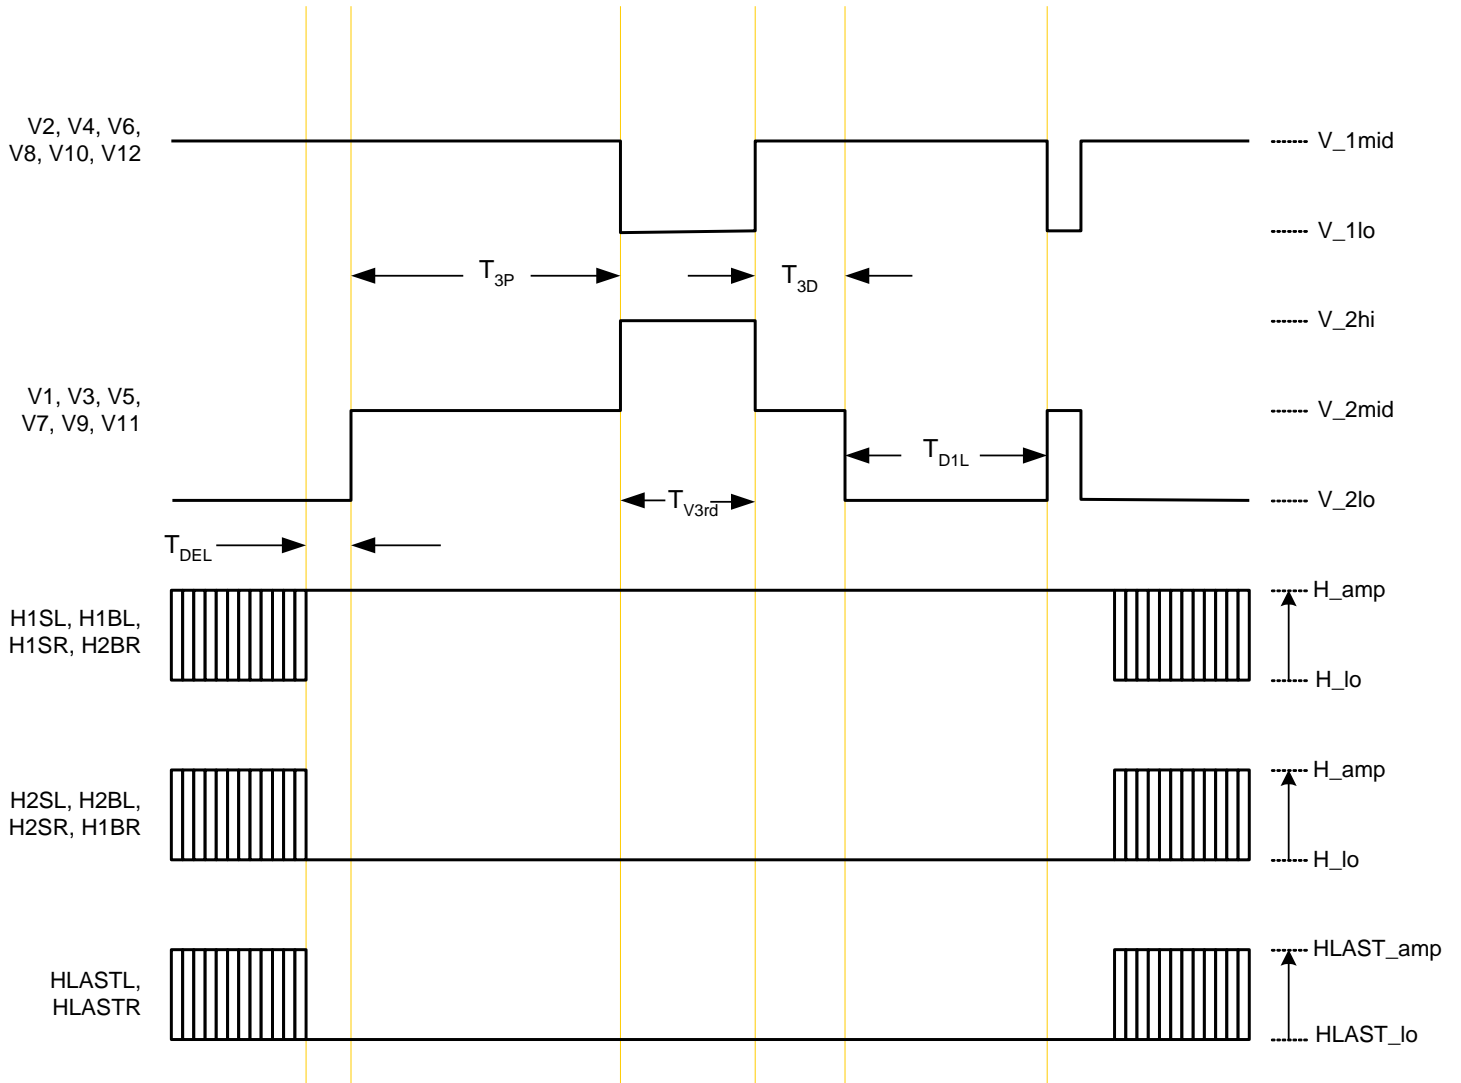 V2, V4, V6,
V8, V10, V12
V_1mid
V_1lo
T3P
T3D
V_2hi
V1, V3, V5,
V7, V9, V11
V_2mid
TD1L
TV3rd
V_2lo
TDEL
H1SL, H1BL,
H1SR, H2BR
H_amp
H_lo
H2SL, H2BL,
H2SR, H1BR
H_amp
H_lo
HLASTL,
HLASTR
HLAST_amp
HLAST_lo